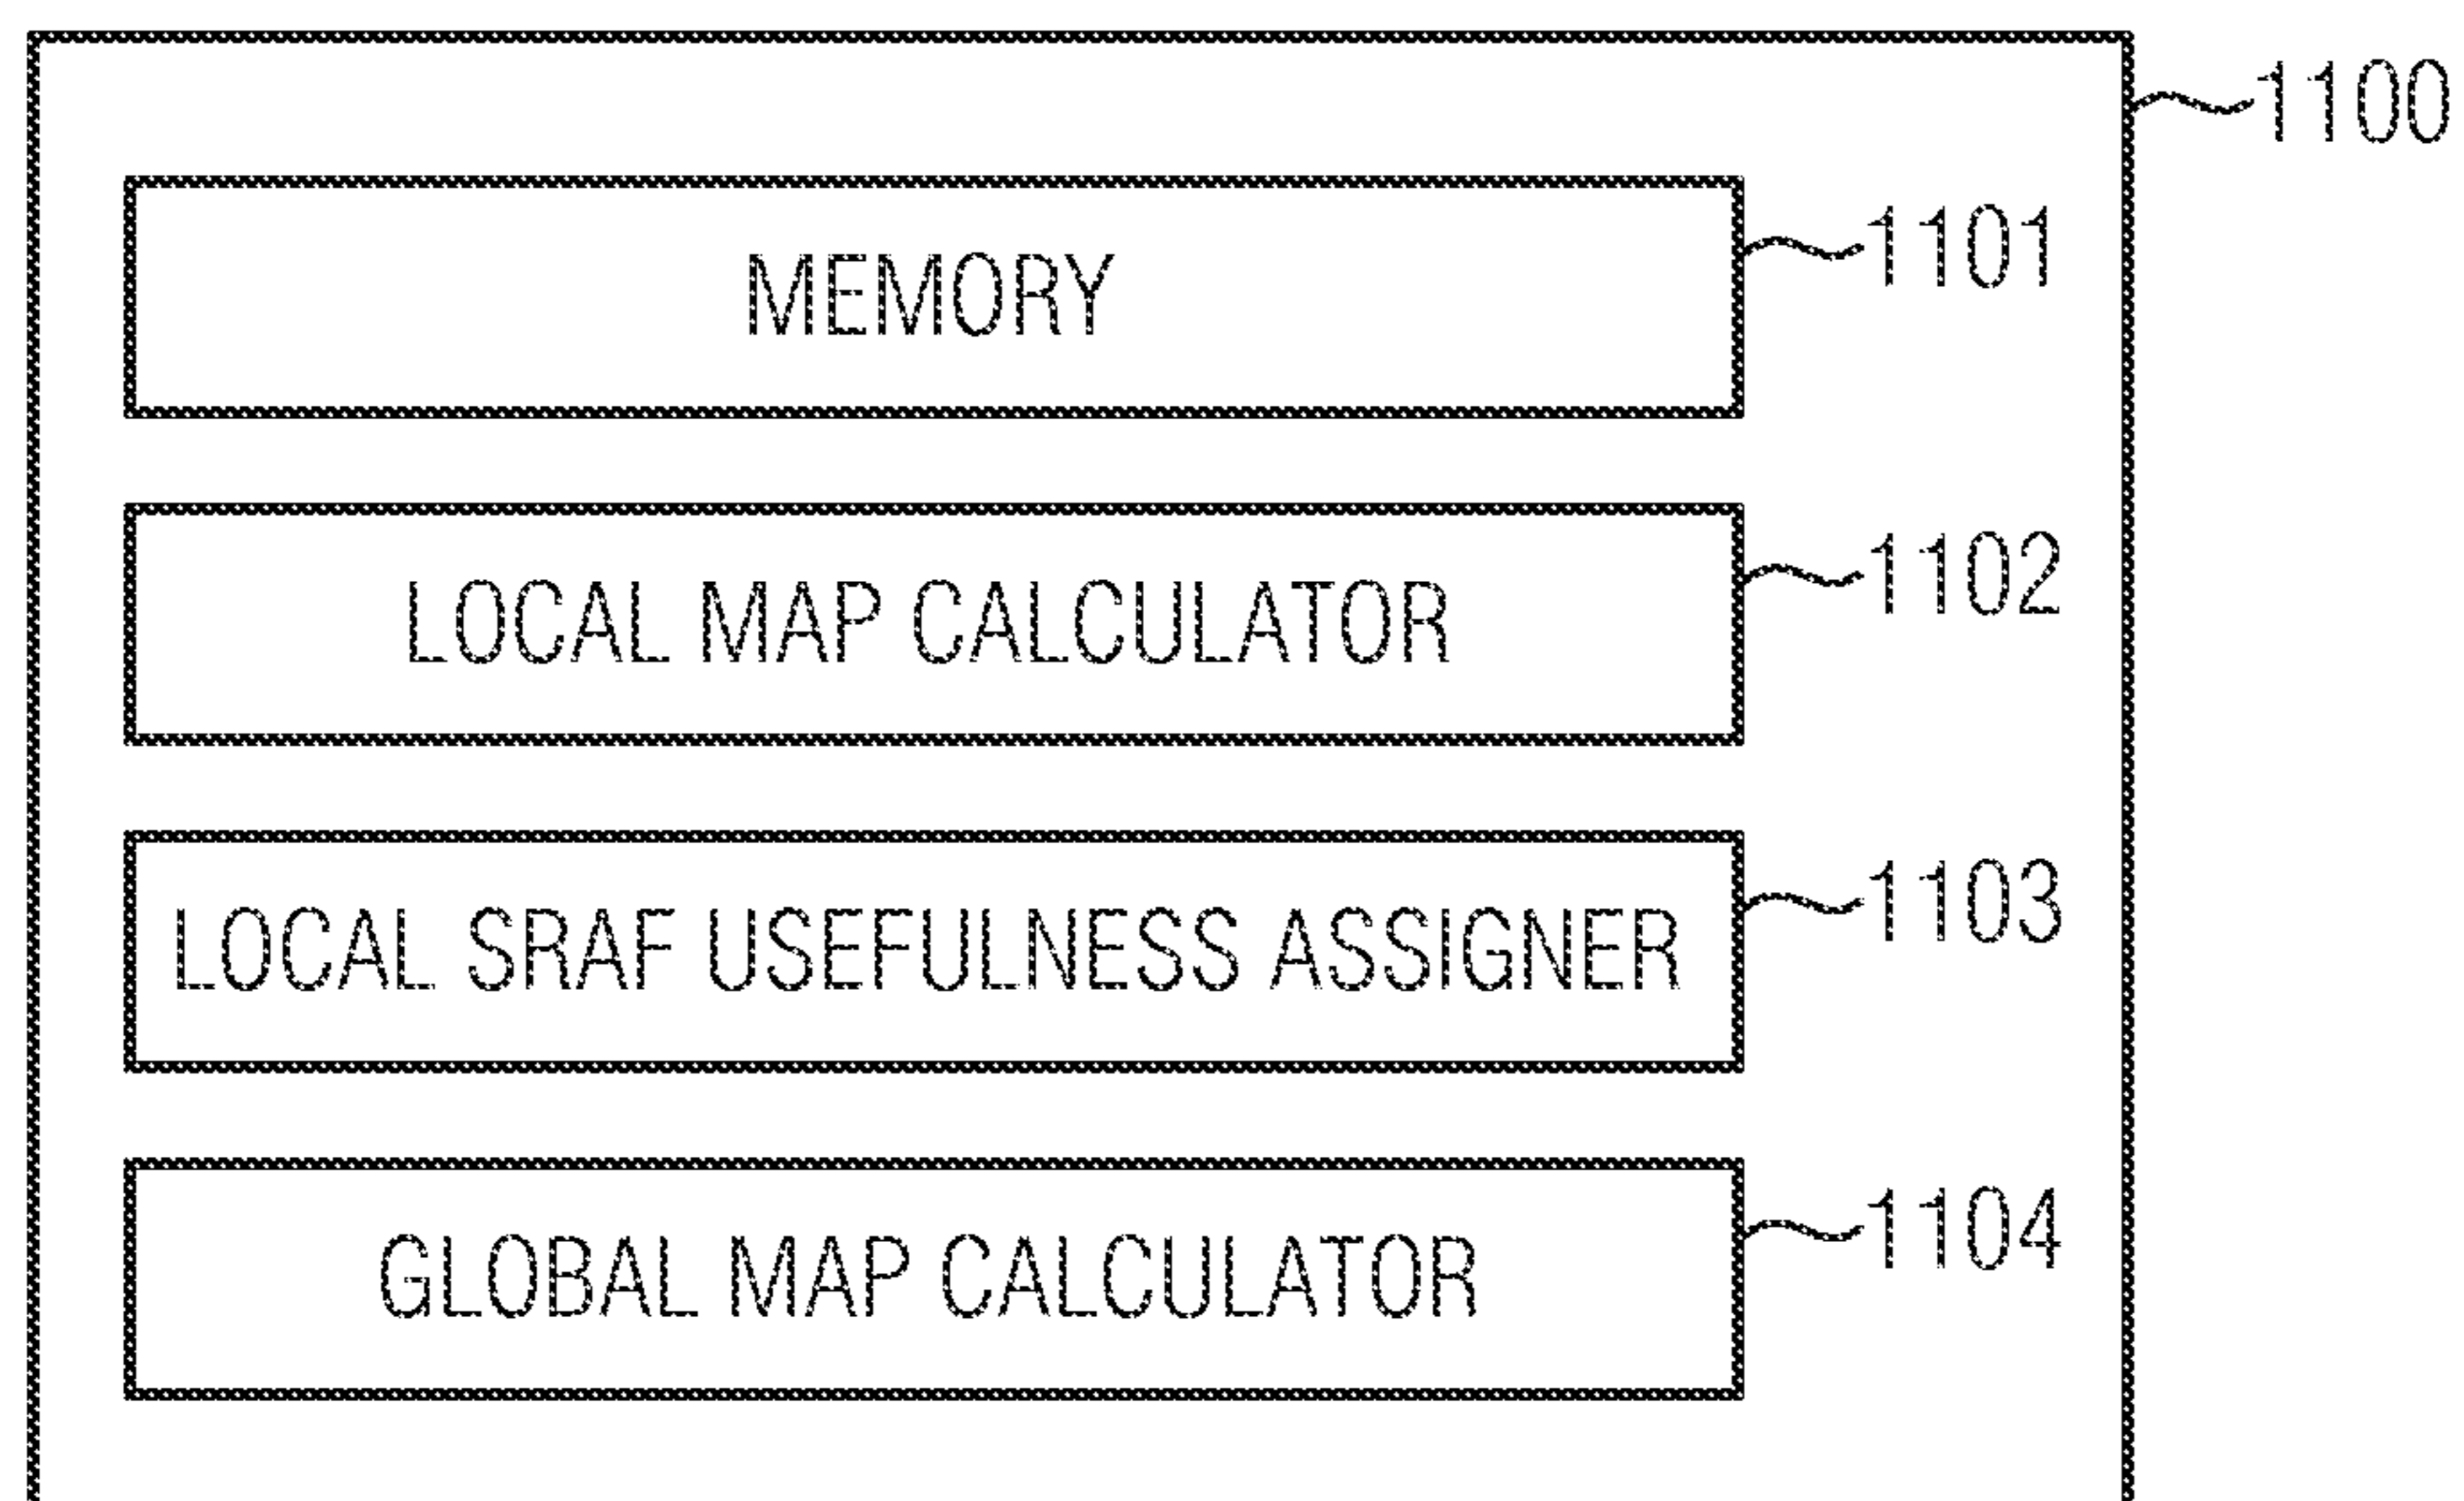 1100
MEMORY
1101
LOCAL MAP CALCULATOR
1102
LOCAL SRAF USEFULNESS ASSIGNER
1103
GLOBAL MAP CALCULATOR
1104